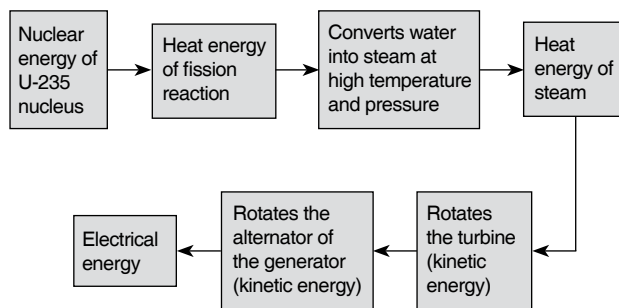 Nuclear
energy of
U-235
nucleus
Heat energy
of fission
reaction
Converts water
into steam at
high temperature
and pressure
Heat
energy of
steam
Rotates
the turbine
(kinetic
energy)
Rotates the
alternator of
the generator
(kinetic energy)
Electrical
energy